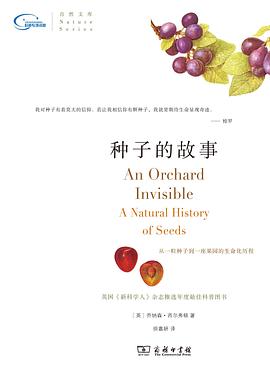 自然文库
Nature
Series
我对种子有着莫大的信仰。若让我相信你有颗种子，我就要期待生命显现奇迹。
—— 梭罗
种子的故事
An Orchard
Invisible
A Natural History
of Seeds
从一粒种子到一座果园的生命化历程
英国《新科学人》杂志推选年度最佳科普图书
［英］乔纳森·西尔弗顿 著
徐嘉妍 译
商务印书馆
The Commercial Press